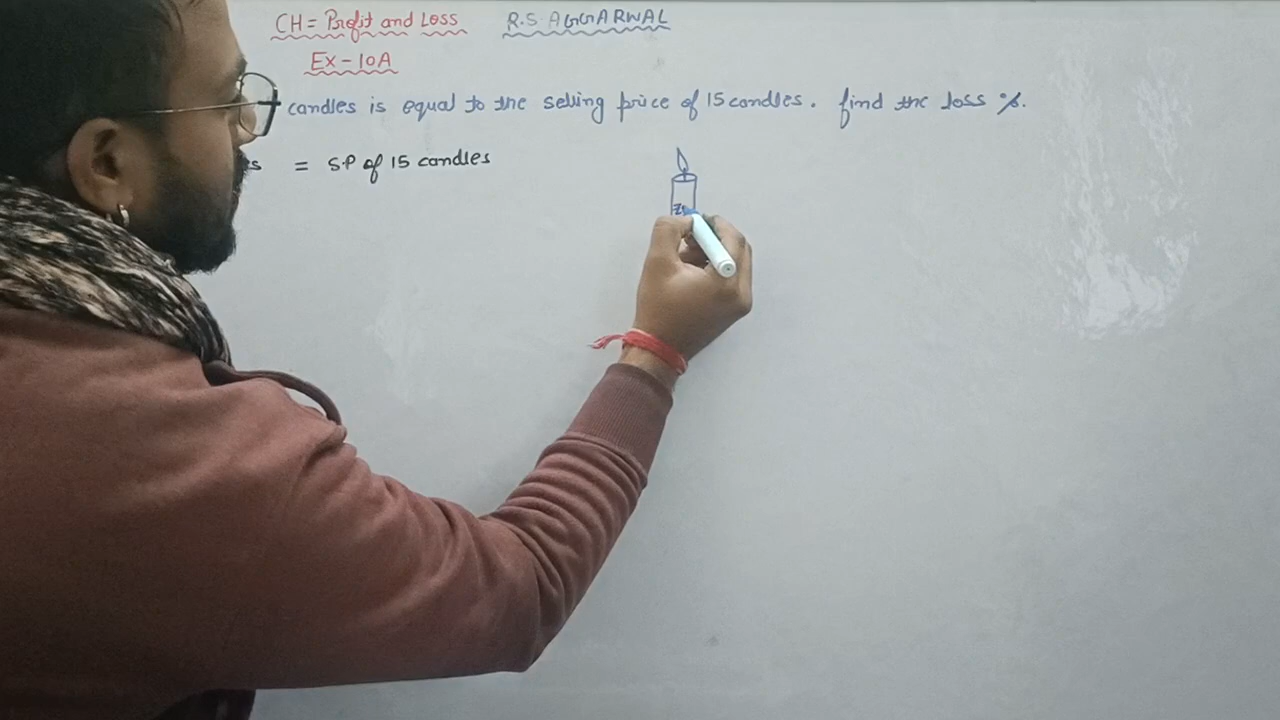 CH = Profit and Loss R.S AGGARWAL
Ex - 10A
candles is equal to the selling price of 15 candles. find the loss %.
= S.P of 15 candles